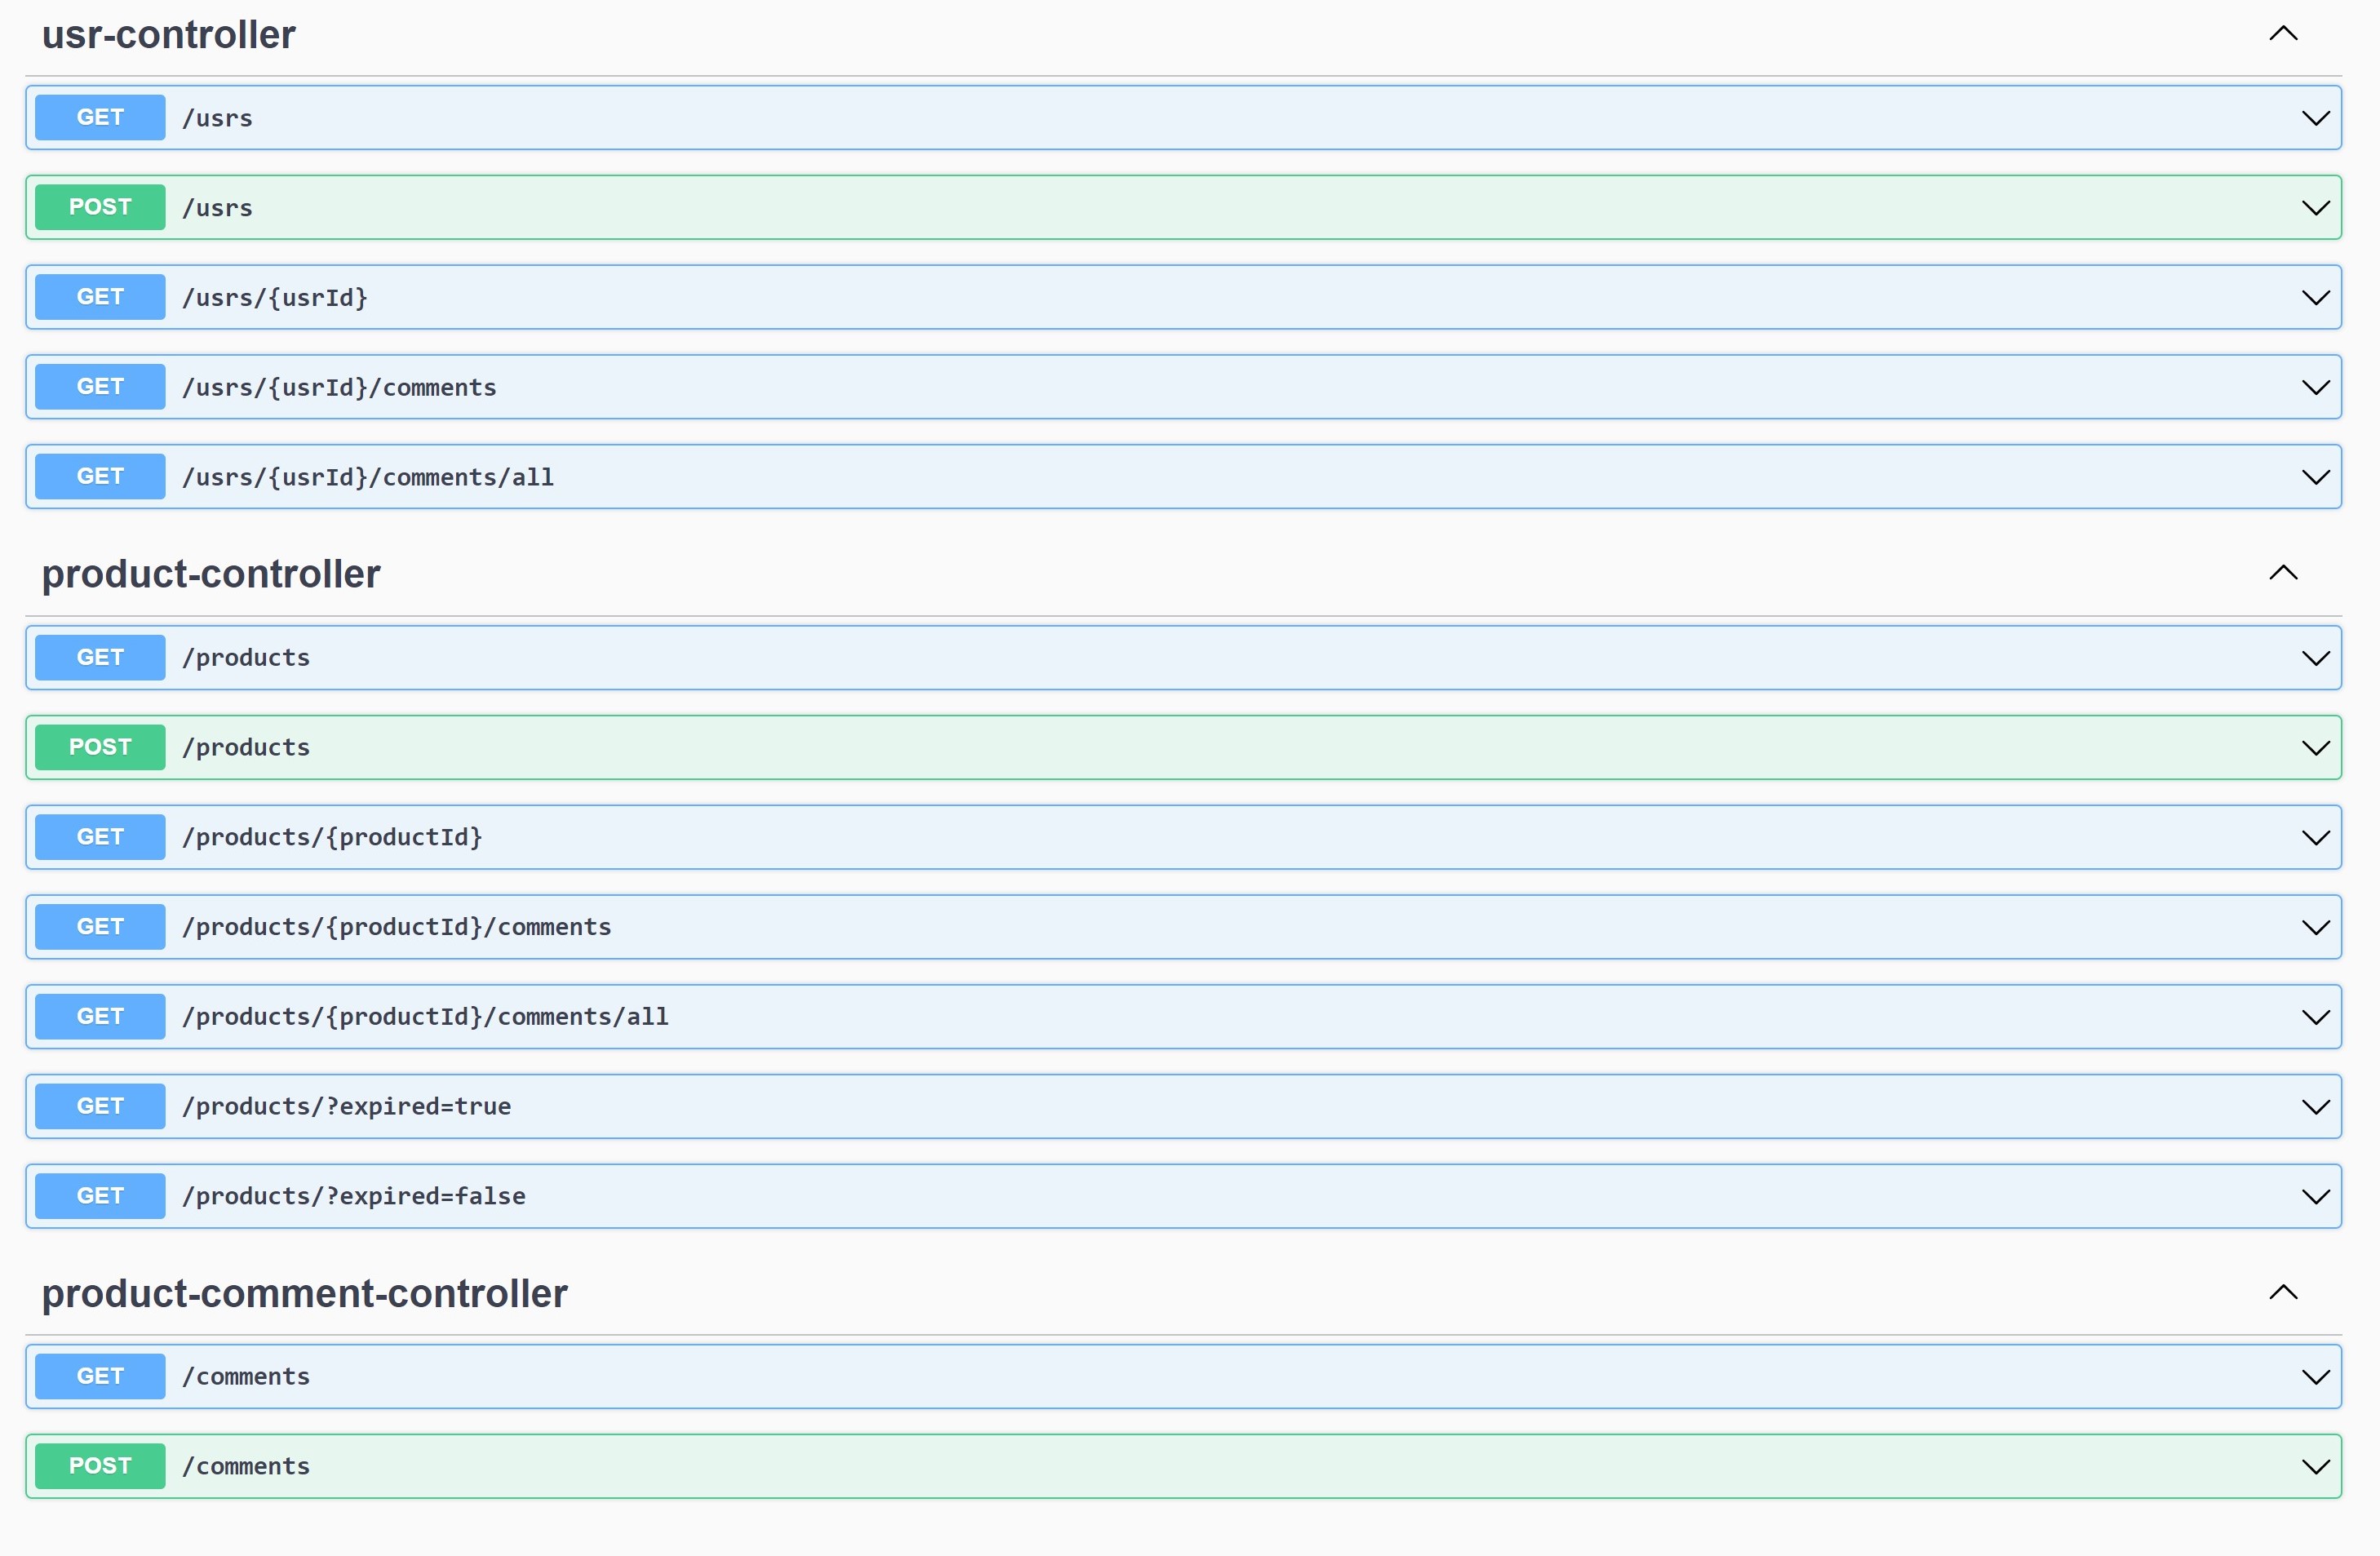 usr-controller
GET /usrs
POST /usrs
GET /usrs/{usrId}
GET /usrs/{usrId}/comments
GET /usrs/{usrId}/comments/all
product-controller
GET /products
POST /products
GET /products/{productId}
GET /products/{productId}/comments
GET /products/{productId}/comments/all
GET /products/?expired=true
GET /products/?expired=false
product-comment-controller
GET /comments
POST /comments